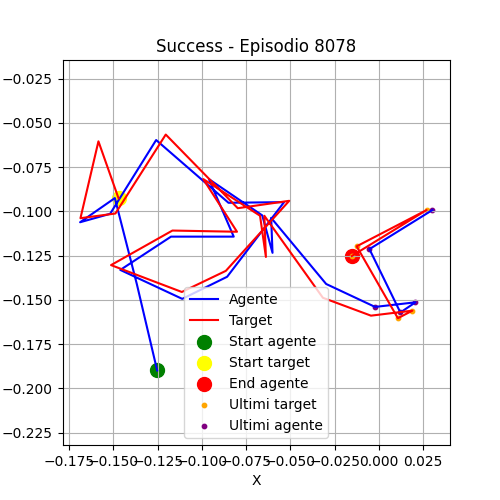 Success - Episodio 8078
−0.025
−0.050
−0.075
−0.100
−0.125
−0.150
−0.175
−0.200
−0.225
Agente
Target
Start agente
Start target
End agente
Ultimi target
Ultimi agente
−0.175 −0.150 −0.125 −0.100 −0.075 −0.050 −0.025 0.000 0.025
X